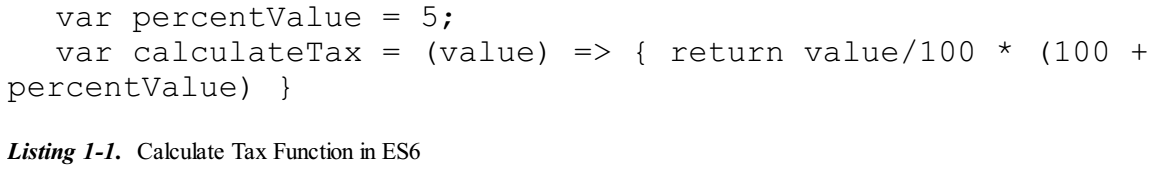 var percentValue = 5;
var calculateTax = (value) => { return value/100 * (100 +
percentValue) }
Listing 1-1. Calculate Tax Function in ES6